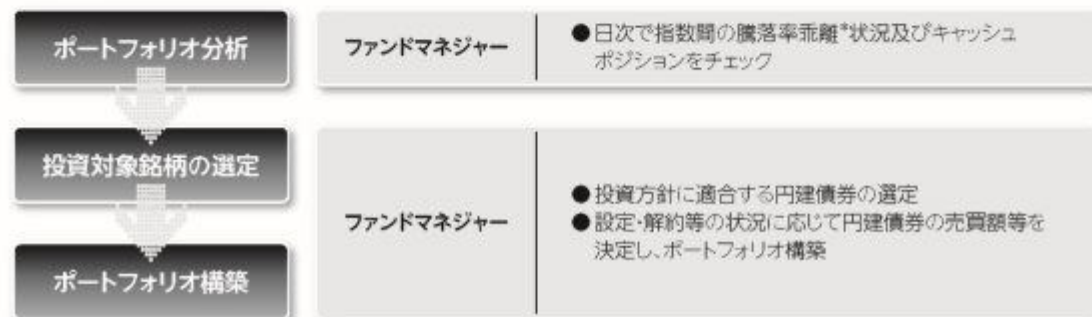 ポートフォリオ分析
ファンドマネジャー
●日次で指数間の騰落率乖離*状況及びキャッシュ
ポジションをチェック
投資対象銘柄の選定
ポートフォリオ構築
ファンドマネジャー
●投資方針に適合する円建債券の選定
●設定・解約等の状況に応じて円建債券の売買額等を
決定し、ポートフォリオ構築